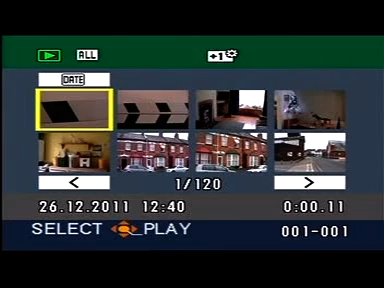 ALL +1
DATE
< 1/120 >
26.12.2011 12:40 0:00.11
SELECT PLAY 001-001